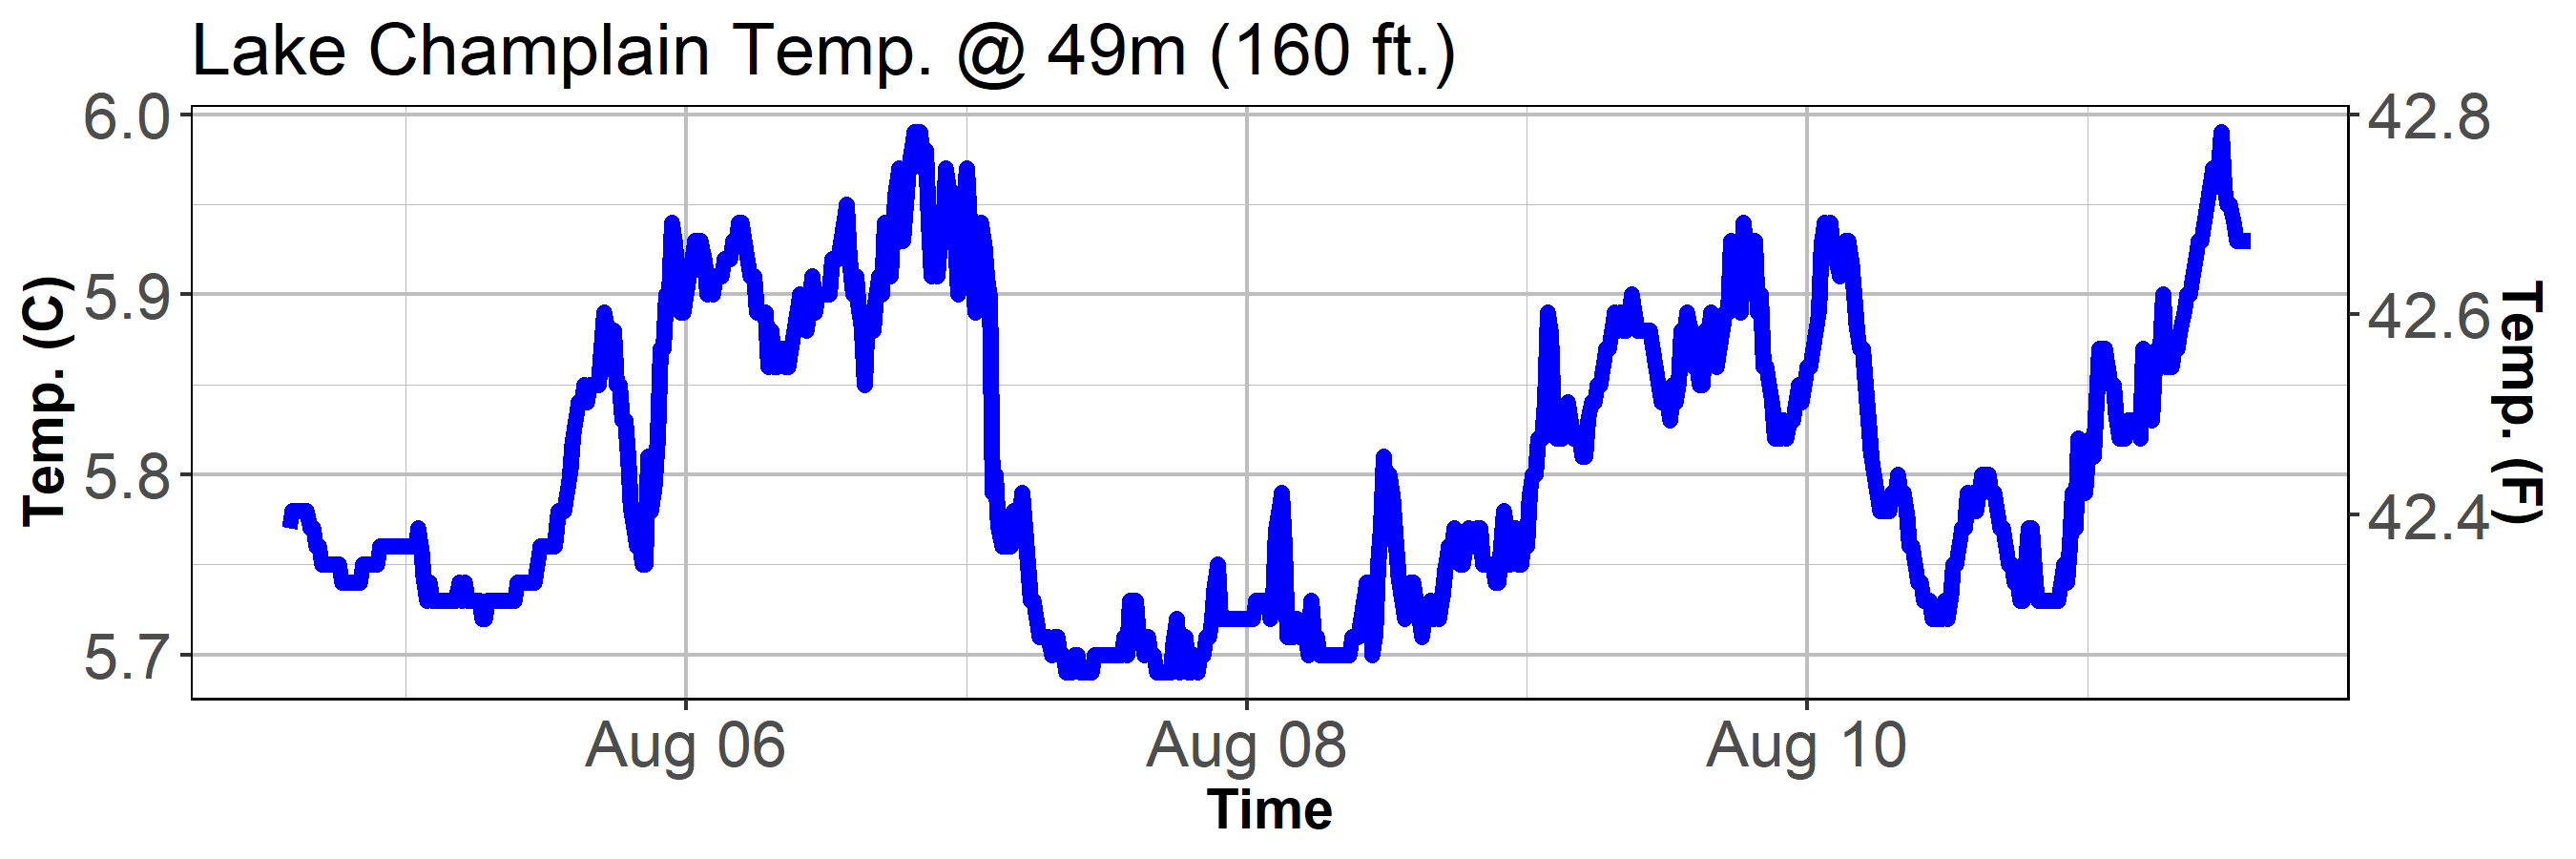 Lake Champlain Temp. @ 49m (160 ft.)
Temp. (C)
6.0
5.9
5.8
5.7
42.8
42.6
42.4
Temp. (F)
Aug 06
Aug 08
Aug 10
Time